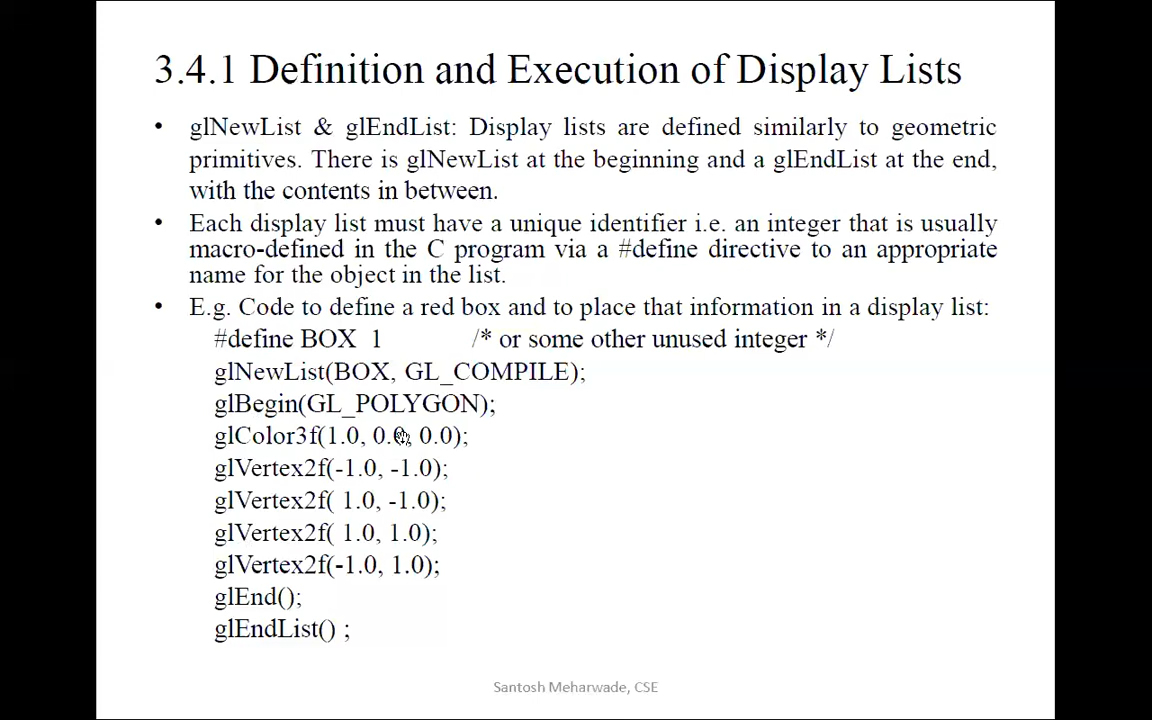 3.4.1 Definition and Execution of Display Lists
• glNewList & glEndList: Display lists are defined similarly to geometric
primitives. There is glNewList at the beginning and a glEndList at the end,
with the contents in between.
• Each display list must have a unique identifier i.e. an integer that is usually
macro-defined in the C program via a #define directive to an appropriate
name for the object in the list.
• E.g. Code to define a red box and to place that information in a display list:
#define BOX 1 /* or some other unused integer */
glNewList(BOX, GL_COMPILE);
glBegin(GL_POLYGON);
glColor3f(1.0, 0.0, 0.0);
glVertex2f(-1.0, -1.0);
glVertex2f( 1.0, -1.0);
glVertex2f( 1.0, 1.0);
glVertex2f(-1.0, 1.0);
glEnd();
glEndList() ;
Santosh Meharwade, CSE